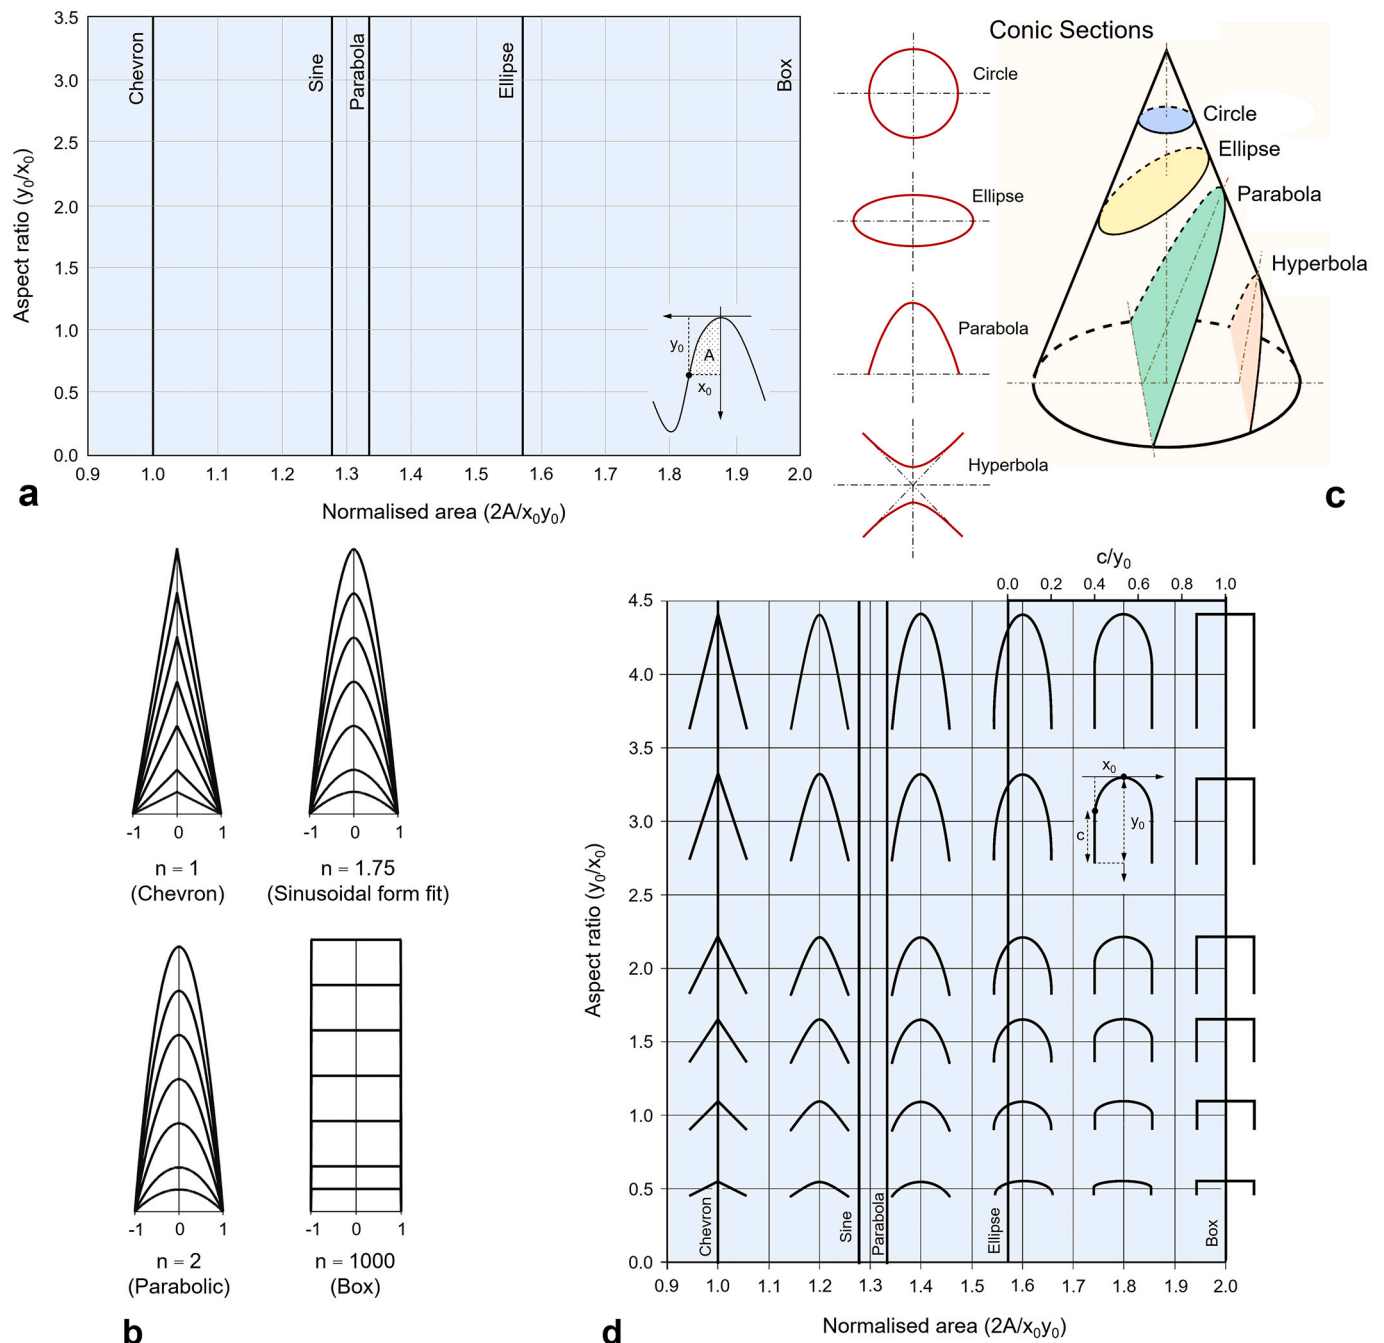 3.5
3.0
2.5
2.0
1.5
1.0
0.5
0.0
Aspect ratio (y0/x0)
0.9 1.0 1.1 1.2 1.3 1.4 1.5 1.6 1.7 1.8 1.9 2.0
Normalised area (2A/x0y0)
Chevron
Sine
Parabola
Ellipse
Box
y0
A
x0
a
Conic Sections
Circle
Ellipse
Parabola
Hyperbola
Circle
Ellipse
Parabola
Hyperbola
c
-1 0 1
n = 1
(Chevron)
-1 0 1
n = 1.75
(Sinusoidal form fit)
-1 0 1
n = 2
(Parabolic)
-1 0 1
n = 1000
(Box)
b
c/y0
0.0 0.2 0.4 0.6 0.8 1.0
4.5
4.0
3.5
3.0
2.5
2.0
1.5
1.0
0.5
0.0
Aspect ratio (y0/x0)
x0
c
y0
Chevron
Sine
Parabola
Ellipse
Box
0.9 1.0 1.1 1.2 1.3 1.4 1.5 1.6 1.7 1.8 1.9 2.0
Normalised area (2A/x0y0)
d